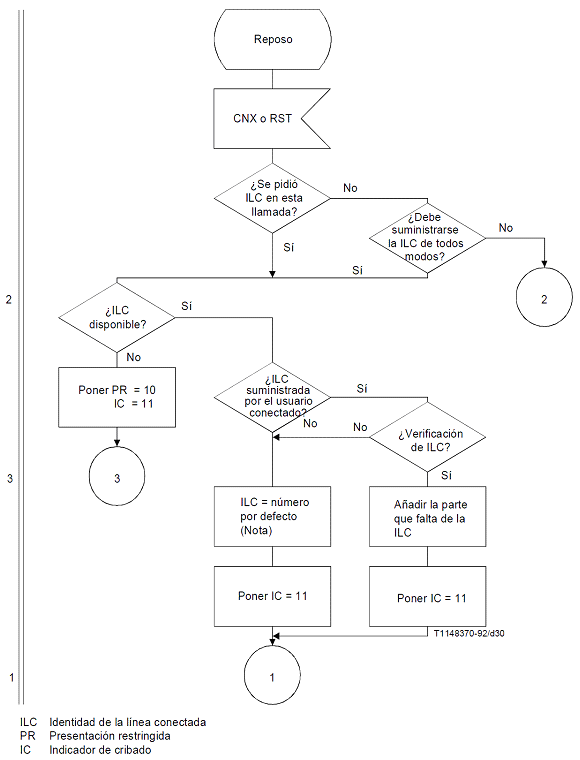 Reposo
CNX o RST
¿Se pidió
ILC en esta
llamada?
No
¿Debe
suministrarse
la ILC de todos
modos?
No
Sí
Sí
2
2
¿ILC
disponible?
Sí
No
Poner PR = 10
IC = 11
¿ILC
suministrada
por el usuario
conectado?
Sí
No
No
¿Verificación
de ILC?
Sí
3
3
ILC = número
por defecto
(Nota)
Añadir la parte
que falta de la
ILC
Poner IC = 11
Poner IC = 11
T1148370-92/d30
1
1
ILC Identidad de la línea conectada
PR Presentación restringida
IC Indicador de cribado